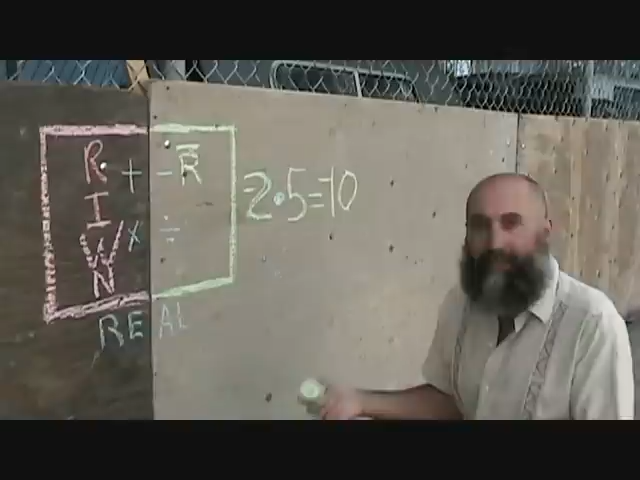 R + - R̅
I
W × ÷
N
REAL
=2·5=10